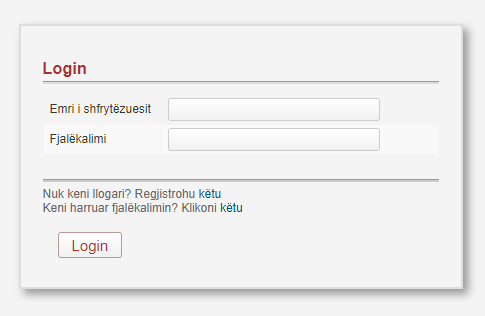 Login
Emri i shfrytëzuesit
Fjalëkalimi
Nuk keni llogari? Regjistrohu këtu
Keni harruar fjalëkalimin? Klikoni këtu
Login